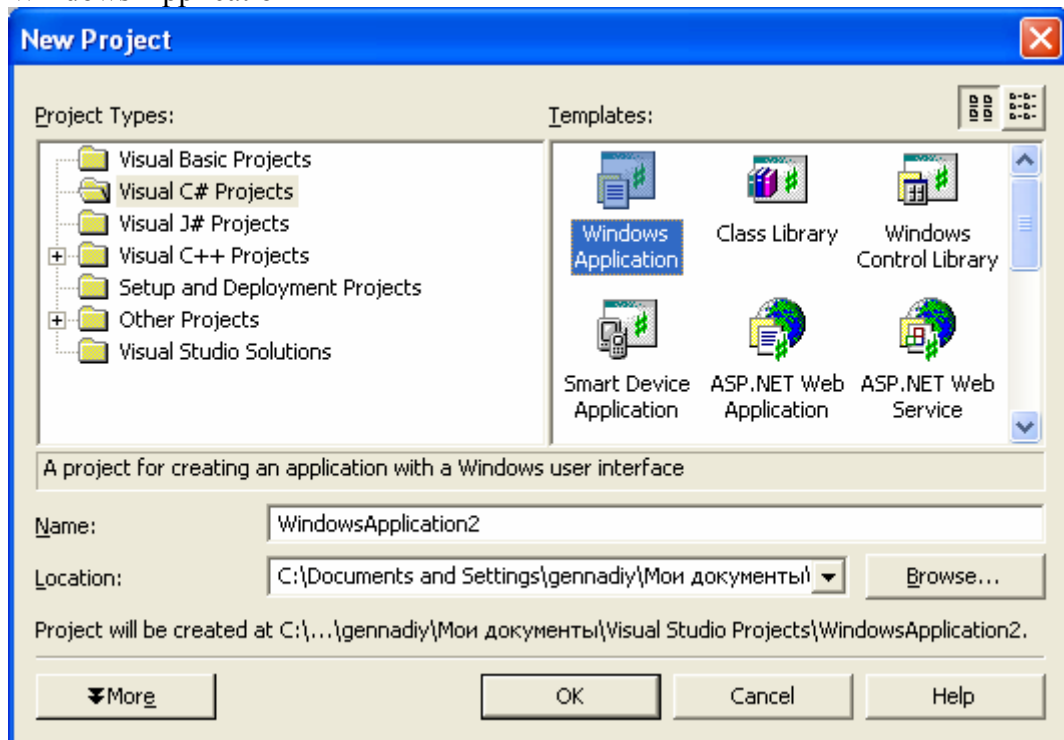 New Project
Project Types:
Templates:
Visual Basic Projects
Visual C# Projects
Visual J# Projects
Visual C++ Projects
Setup and Deployment Projects
Other Projects
Visual Studio Solutions
Windows Application
Class Library
Windows Control Library
Smart Device Application
ASP.NET Web Application
ASP.NET Web Service
A project for creating an application with a Windows user interface
Name:
WindowsApplication2
Location:
C:\Documents and Settings\gennadiy\Мои документы\
Browse...
Project will be created at C:\...\gennadiy\Мои документы\Visual Studio Projects\WindowsApplication2.
More
OK
Cancel
Help